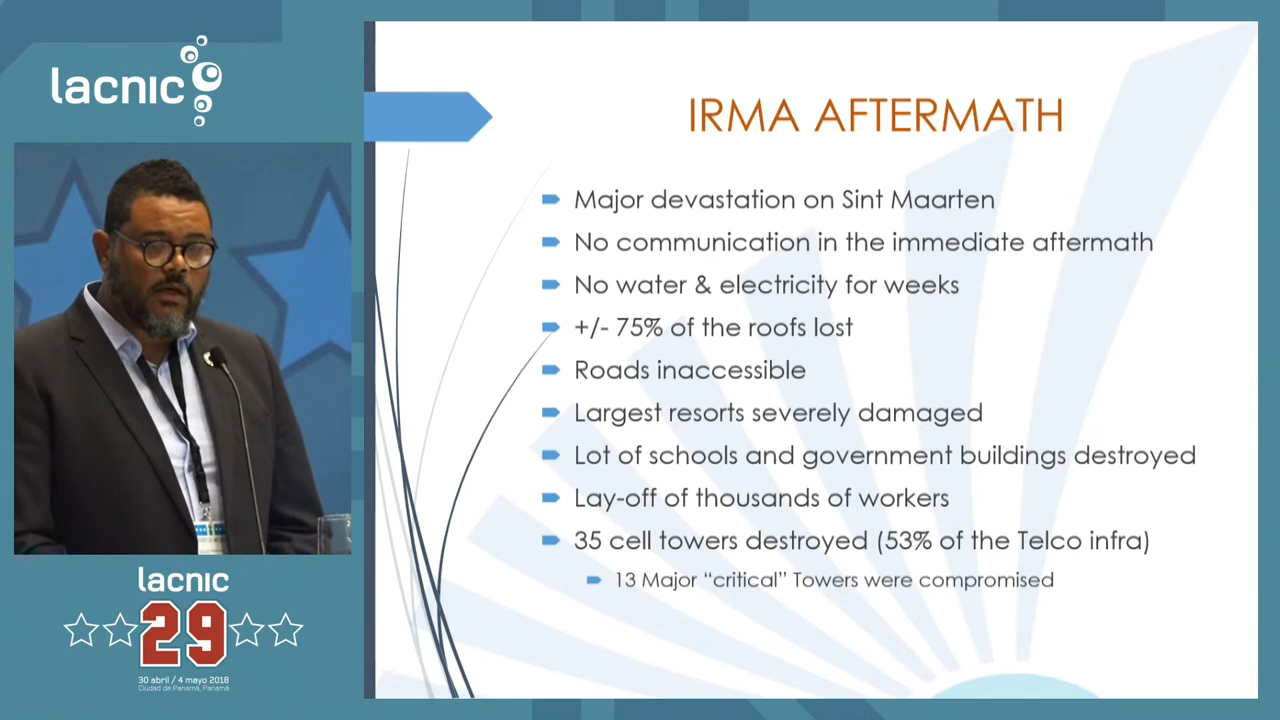 lacnic
IRMA AFTERMATH
Major devastation on Sint Maarten
No communication in the immediate aftermath
No water & electricity for weeks
+/- 75% of the roofs lost
Roads inaccessible
Largest resorts severely damaged
Lot of schools and government buildings destroyed
Lay-off of thousands of workers
35 cell towers destroyed (53% of the Telco infra)
13 Major “critical” Towers were compromised
lacnic
29
30 abril / 4 mayo 2018
Ciudad de Panamá, Panamá